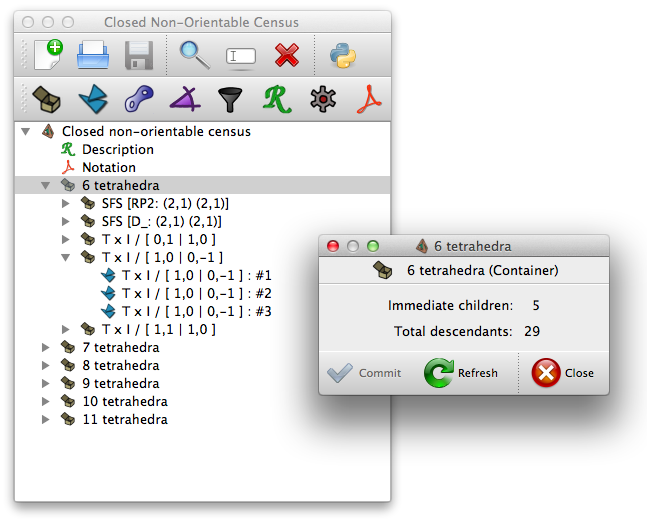 Closed Non-Orientable Census
Closed non-orientable census
Description
Notation
6 tetrahedra
SFS [RP2: (2,1) (2,1)]
SFS [D_: (2,1) (2,1)]
T x I / [ 0,1 | 1,0 ]
T x I / [ 1,0 | 0,-1 ]
T x I / [ 1,0 | 0,-1 ] : #1
T x I / [ 1,0 | 0,-1 ] : #2
T x I / [ 1,0 | 0,-1 ] : #3
T x I / [ 1,1 | 1,0 ]
7 tetrahedra
8 tetrahedra
9 tetrahedra
10 tetrahedra
11 tetrahedra
6 tetrahedra
6 tetrahedra (Container)
Immediate children: 5
Total descendants: 29
Commit Refresh Close